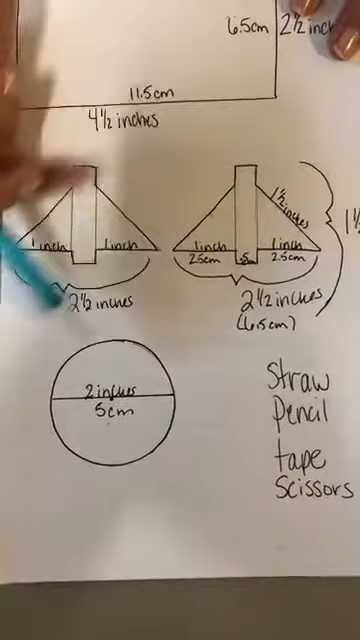 6.5cm 2½ inch
11.5cm
4½ inches
1½ inches
1 inch 1 inch 1 inch 1 inch
2.5cm .5 2.5cm
2½ inches 2½ inches
(6.5cm)
2 inches
5cm
Straw
Pencil
tape
Scissors